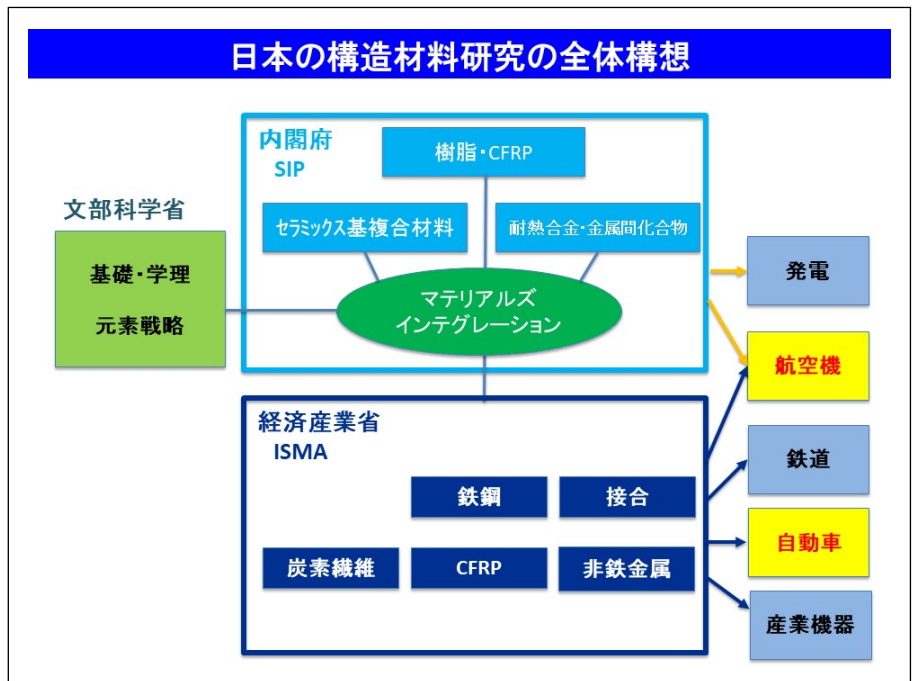 日本の構造材料研究の全体構想
内閣府
SIP
樹脂・CFRP
セラミックス基複合材料
耐熱合金・金属間化合物
マテリアルズ
インテグレーション
文部科学省
基礎・学理
元素戦略
経済産業省
ISMA
鉄鋼
接合
炭素繊維
CFRP
非鉄金属
発電
航空機
鉄道
自動車
産業機器